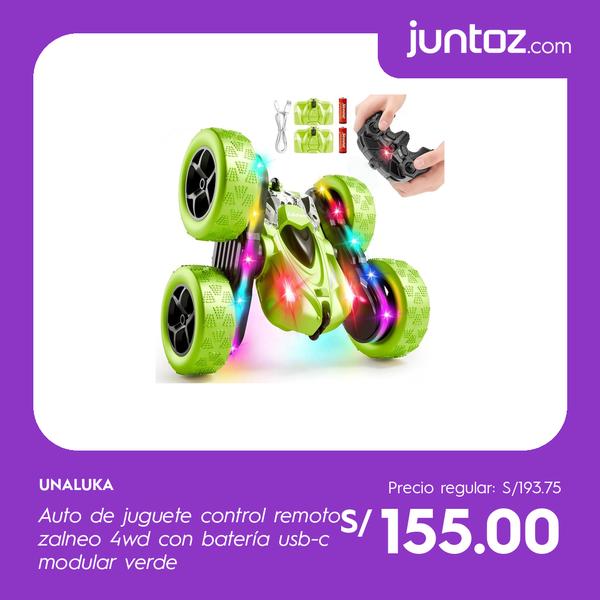 juntoz.com
UNALUKA
Auto de juguete control remoto
zalneo 4wd con batería usb-c
modular verde
Precio regular: S/193.75
S/ 155.00